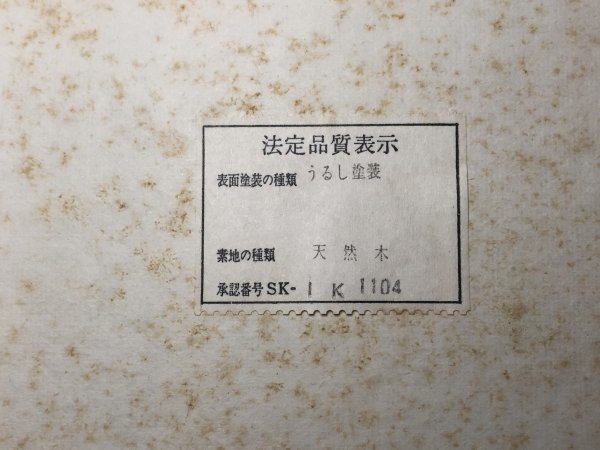 法定品質表示
表面塗装の種類 うるし塗装
素地の種類 天然木
承認番号 SK- I K 1104